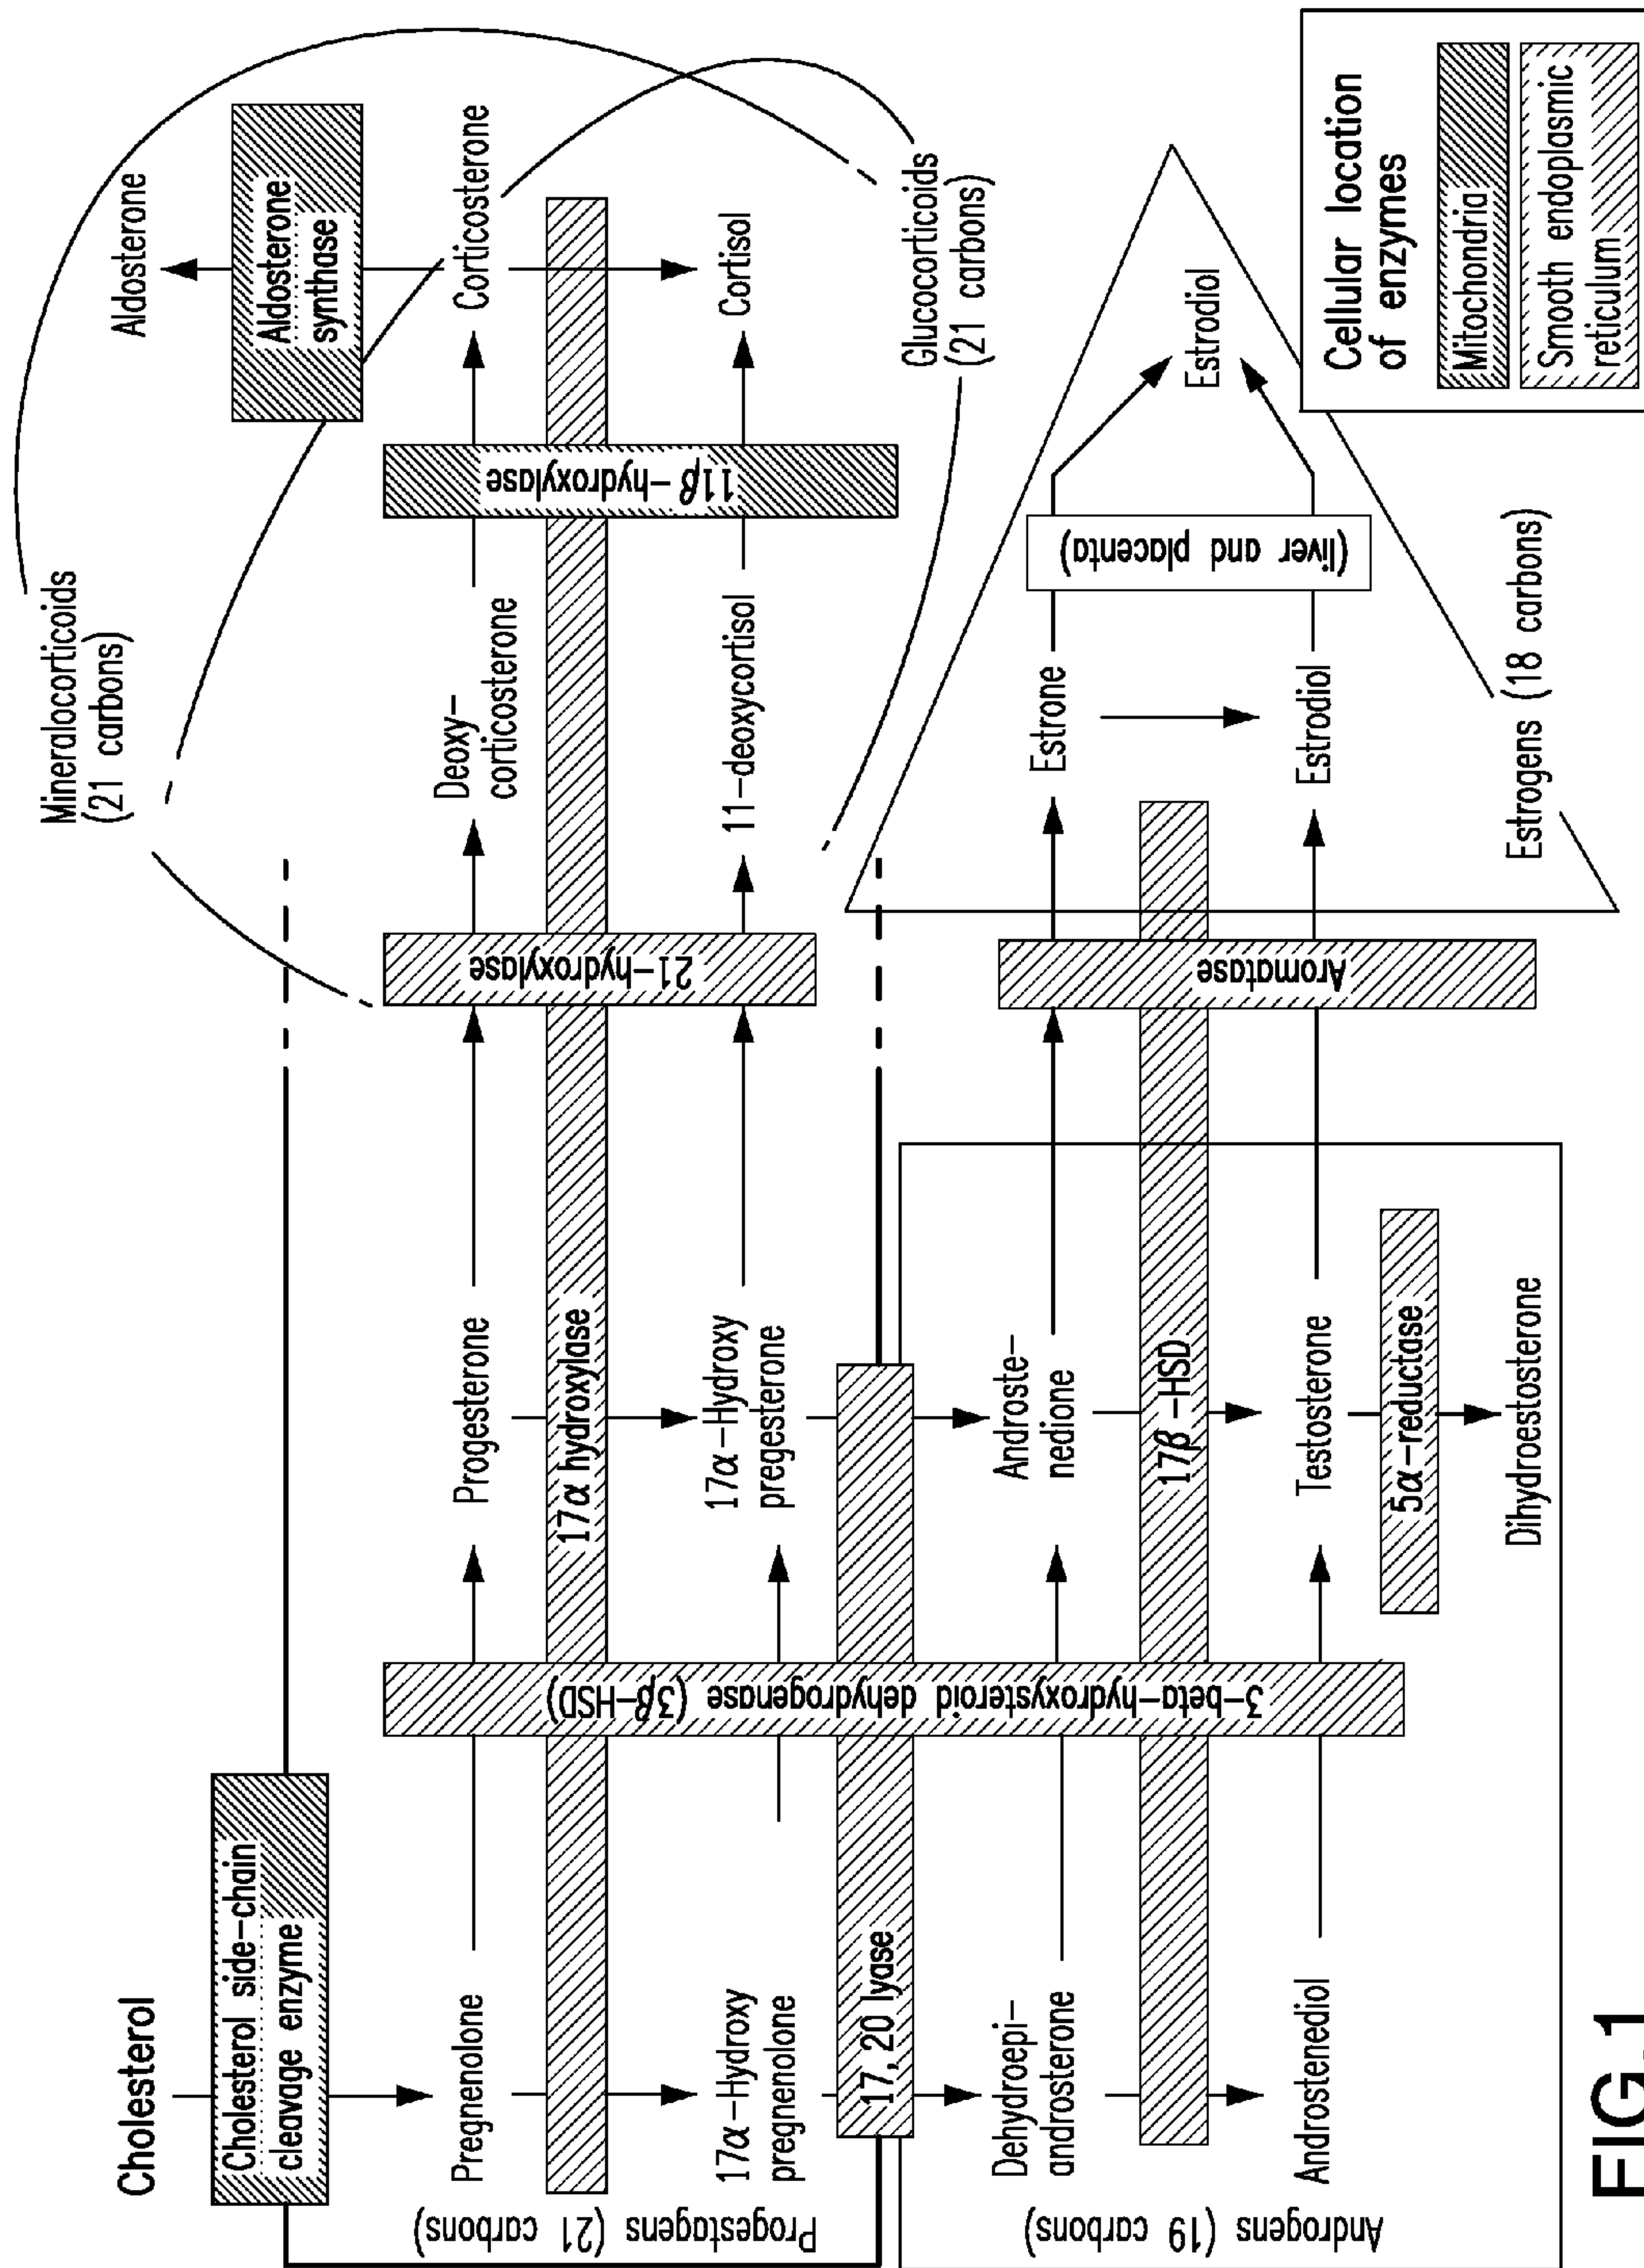 Cholesterol
Cholesterol side-chain
cleavage enzyme
Mineralocorticoids
(21 carbons)
Aldosterone
Aldosterone
synthase
Progestagens (21 carbons)
Pregnenolone
Progesterone
Deoxy-
corticosterone
Corticosterone
17α hydroxylase
21-hydroxylase
11β-hydroxylase
17α-Hydroxy
pregnenolone
17α-Hydroxy
pregesterone
11-deoxycortisol
Cortisol
17, 20 lyase
3-beta-hydroxysteroid dehydrogenase (3β-HSD)
Glucocorticoids
(21 carbons)
Androgens (19 carbons)
Dehydroepi-
androsterone
Androste-
nedione
Estrone
(liver and placenta)
Estrodiol
17β-HSD
Aromatase
Androstenediol
Testosterone
Estrodiol
5α-reductase
Dihydroestosterone
Estrogens (18 carbons)
Cellular location
of enzymes
Mitochondria
Smooth endoplasmic
reticulum
FIG.1